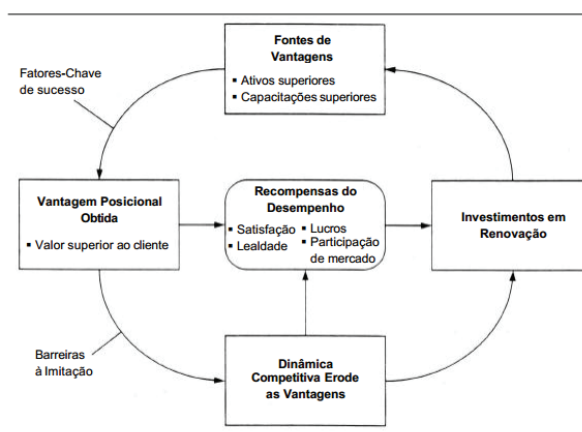 Fontes de
Vantagens
▪ Ativos superiores
▪ Capacitações superiores
Fatores-Chave
de sucesso
Vantagem Posicional
Obtida
▪ Valor superior ao cliente
Recompensas do
Desempenho
▪ Satisfação
▪ Lealdade
▪ Lucros
▪ Participação
de mercado
Investimentos em
Renovação
Barreiras
à Imitação
Dinâmica
Competitiva Erode
as Vantagens